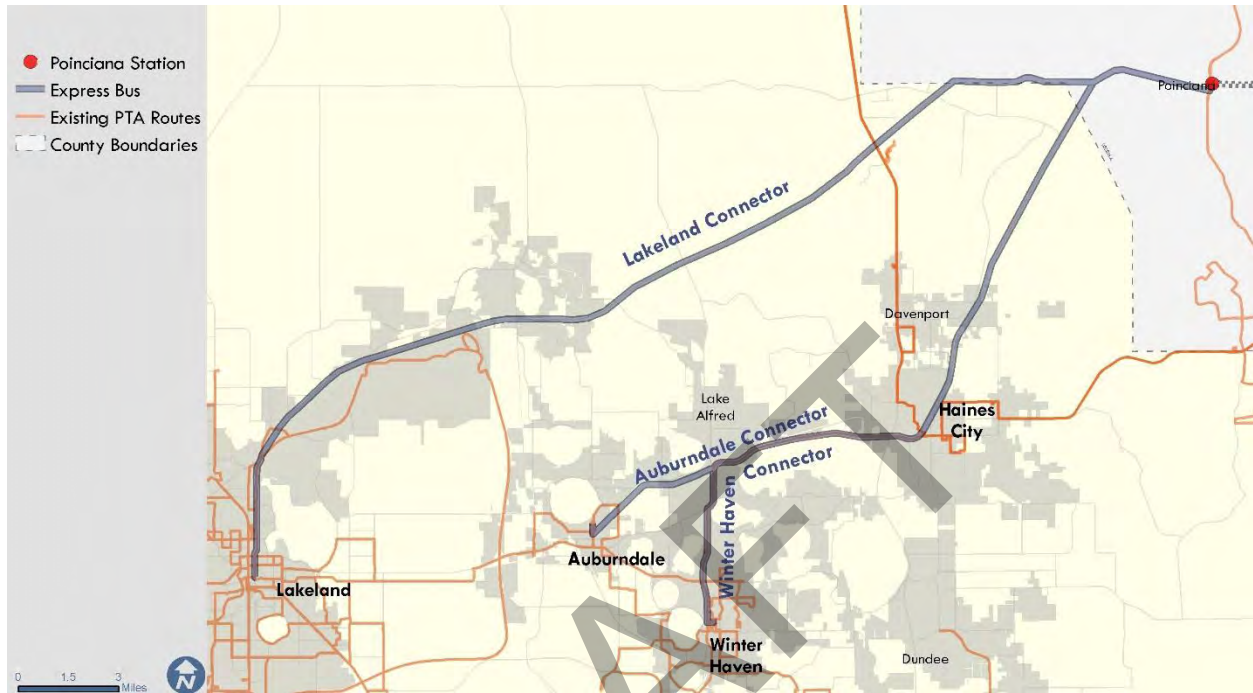 Poinciana Station
Express Bus
Existing PTA Routes
County Boundaries
Poinciana
Lakeland Connector
Davenport
Lake
Alfred
Haines
City
Auburndale Connector
Winter Haven Connector
Auburndale
Lakeland
Winter
Haven
Dundee
0 1.5 3
Miles
N